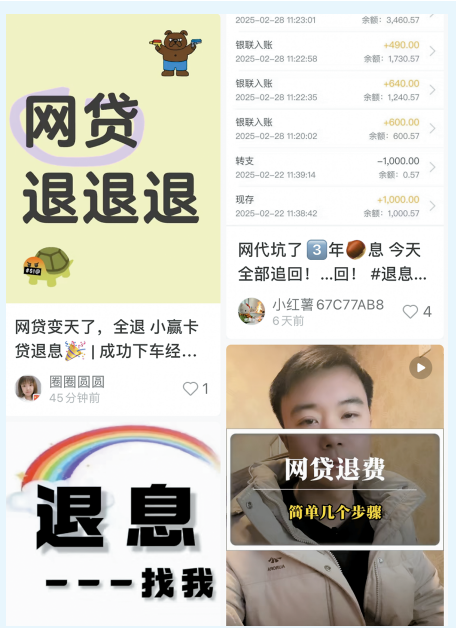 网贷
退退退
#$!@
网贷变天了，全退 小赢卡
贷退息🎉 | 成功下车经...
圈圈圆圆
45分钟前
1
退息
----找我
2025-02-28 11:23:01
余额：3,460.57
银联入账
+490.00
2025-02-28 11:22:58
余额：1,730.57
银联入账
+640.00
2025-02-28 11:22:35
余额：1,240.57
银联入账
+600.00
2025-02-28 11:20:02
余额：600.57
转支
−1,000.00
2025-02-22 11:39:14
余额：0.57
现存
+1,000.00
2025-02-22 11:38:42
余额：1,000.57
网代坑了3️⃣年🌰息 今天
全部追回！...回！ #退息...
小红薯67C77AB8
6天前
4
网贷退费
简单几个步骤